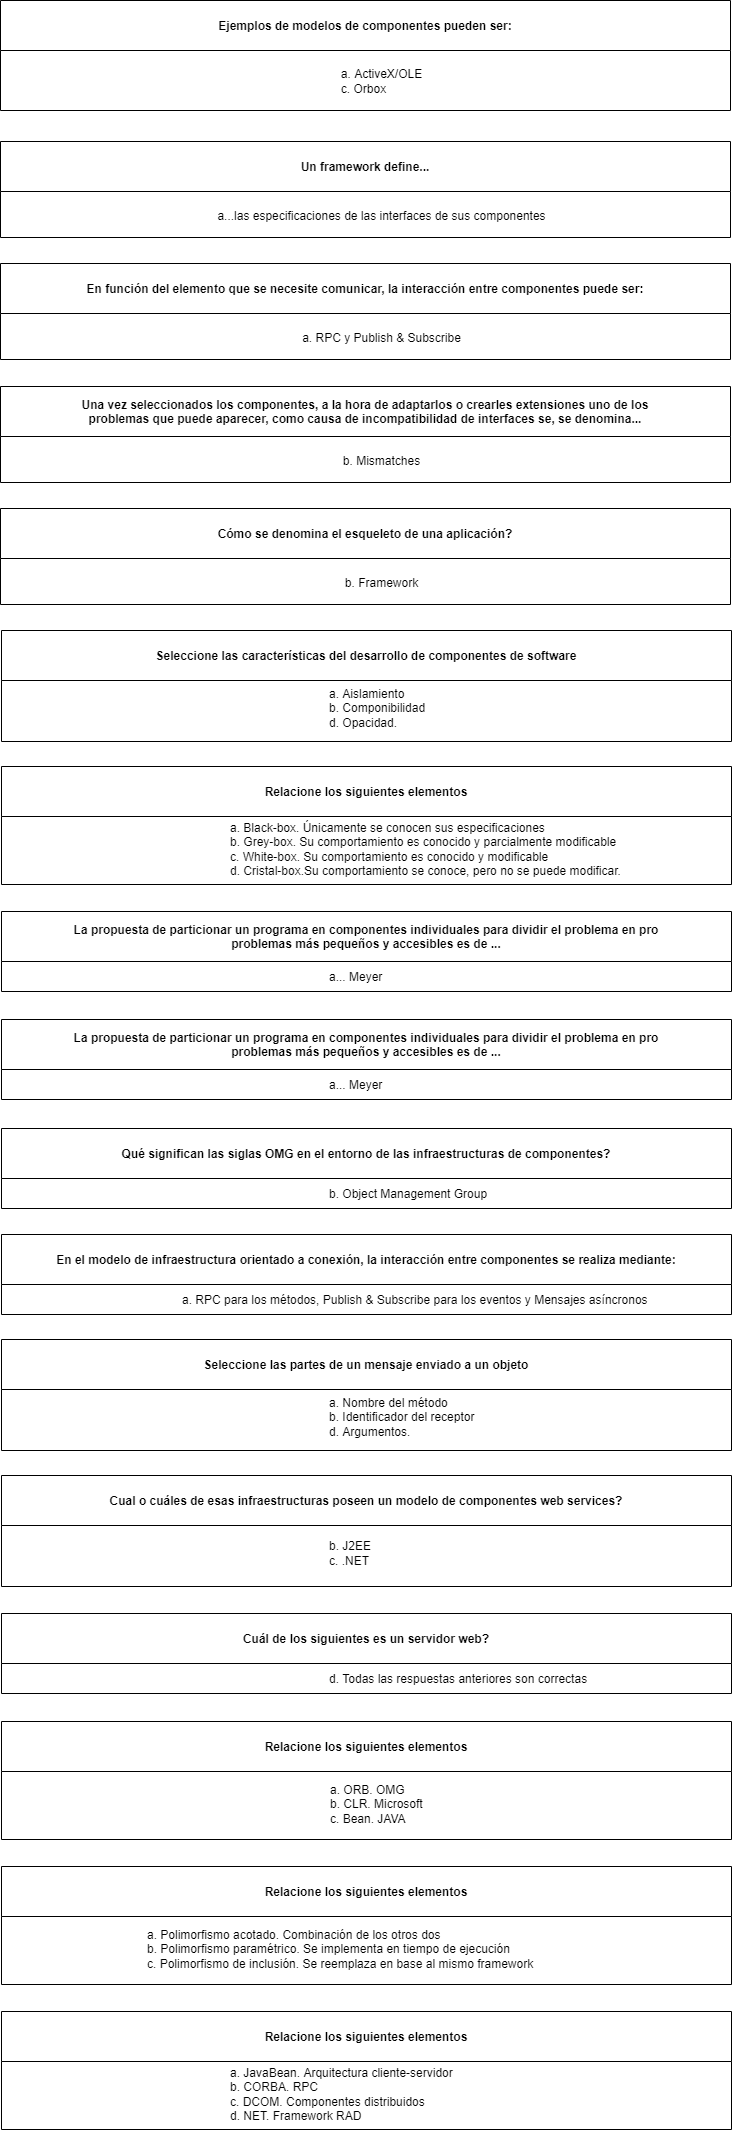 Ejemplos de modelos de componentes pueden ser:
a. ActiveX/OLE
c. Orbox
Un framework define...
a...las especificaciones de las interfaces de sus componentes
En función del elemento que se necesite comunicar, la interacción entre componentes puede ser:
a. RPC y Publish & Subscribe
Una vez seleccionados los componentes, a la hora de adaptarlos o crearles extensiones uno de los
problemas que puede aparecer, como causa de incompatibilidad de interfaces se, se denomina...
b. Mismatches
Cómo se denomina el esqueleto de una aplicación?
b. Framework
Seleccione las características del desarrollo de componentes de software
a. Aislamiento
b. Componibilidad
d. Opacidad.
Relacione los siguientes elementos
a. Black-box. Únicamente se conocen sus especificaciones
b. Grey-box. Su comportamiento es conocido y parcialmente modificable
c. White-box. Su comportamiento es conocido y modificable
d. Cristal-box.Su comportamiento se conoce, pero no se puede modificar.
La propuesta de particionar un programa en componentes individuales para dividir el problema en pro
problemas más pequeños y accesibles es de ...
a... Meyer
La propuesta de particionar un programa en componentes individuales para dividir el problema en pro
problemas más pequeños y accesibles es de ...
a... Meyer
Qué significan las siglas OMG en el entorno de las infraestructuras de componentes?
b. Object Management Group
En el modelo de infraestructura orientado a conexión, la interacción entre componentes se realiza mediante:
a. RPC para los métodos, Publish & Subscribe para los eventos y Mensajes asíncronos
Seleccione las partes de un mensaje enviado a un objeto
a. Nombre del método
b. Identificador del receptor
d. Argumentos.
Cual o cuáles de esas infraestructuras poseen un modelo de componentes web services?
b. J2EE
c. .NET
Cuál de los siguientes es un servidor web?
d. Todas las respuestas anteriores son correctas
Relacione los siguientes elementos
a. ORB. OMG
b. CLR. Microsoft
c. Bean. JAVA
Relacione los siguientes elementos
a. Polimorfismo acotado. Combinación de los otros dos
b. Polimorfismo paramétrico. Se implementa en tiempo de ejecución
c. Polimorfismo de inclusión. Se reemplaza en base al mismo framework
Relacione los siguientes elementos
a. JavaBean. Arquitectura cliente-servidor
b. CORBA. RPC
c. DCOM. Componentes distribuidos
d. NET. Framework RAD